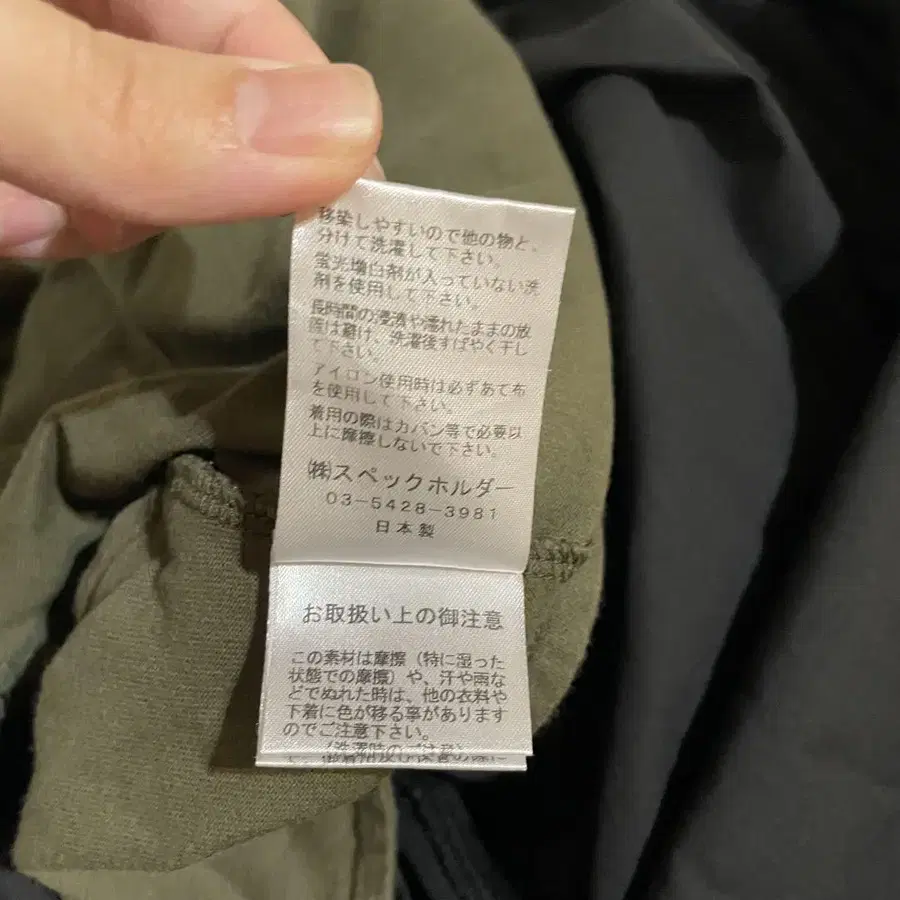 移染しやすいので他の物と、
分けて洗濯して下さい。
蛍光増白剤が入っていない洗
剤を使用して下さい。
長時間の浸漬や濡れたままの放
置は避け、洗濯後すばやく干し
て下さい。
アイロン使用時は必ずあて布
を使用して下さい。
着用の際はカバン等で必要以
上に摩擦しないで下さい。
㈱スペックホルダー
03-5428-3981
日本製
お取扱い上の御注意
この素材は摩擦（特に湿った
状態での摩擦）や、汗や雨な
どでぬれた時は、他の衣料や
下着に色が移る事があります
のでご注意下さい。